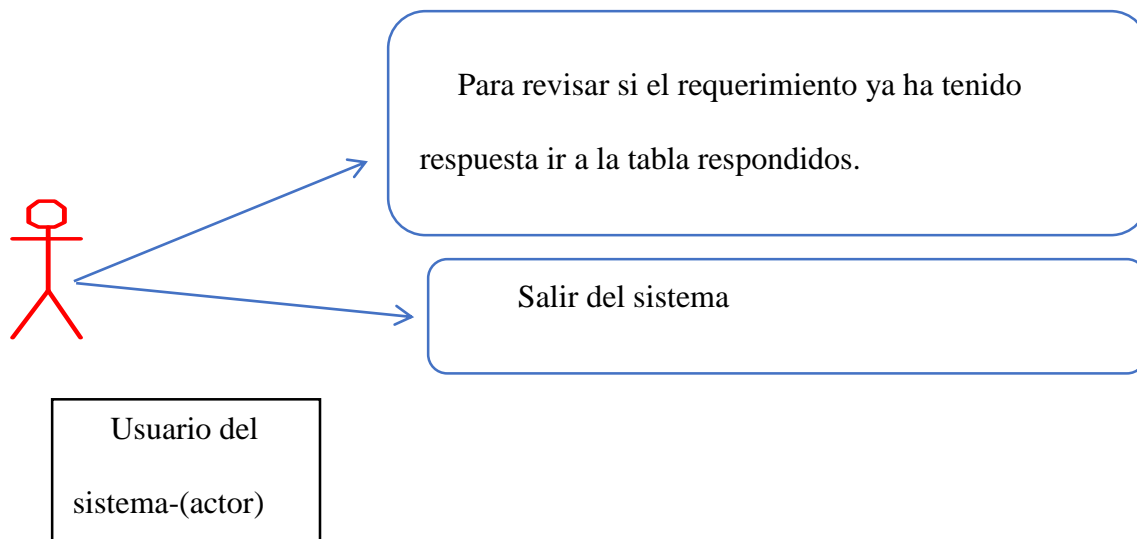 Para revisar si el requerimiento ya ha tenido
respuesta ir a la tabla respondidos.
Salir del sistema
Usuario del
sistema-(actor)